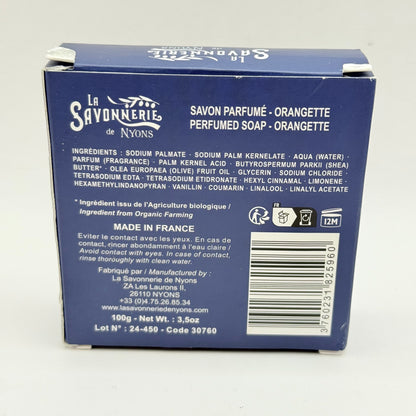 LA
SAVONNERIE
de NYONS
SAVON PARFUMÉ - ORANGETTE
PERFUMED SOAP - ORANGETTE
INGRÉDIENTS : SODIUM PALMATE · SODIUM PALM KERNELATE · AQUA (WATER) ·
PARFUM (FRAGRANCE) · PALM KERNEL ACID · BUTYROSPERMUM PARKII (SHEA)
BUTTER* · OLEA EUROPAEA (OLIVE) FRUIT OIL · GLYCERIN · SODIUM CHLORIDE ·
TETRASODIUM EDTA · TETRASODIUM ETIDRONATE · HEXYL CINNAMAL · LIMONENE ·
HEXAMETHYLINDANOPYRAN · VANILLIN · COUMARIN · LINALOOL · LINALYL ACETATE
* Ingrédient issu de l'Agriculture biologique /
Ingredient from Organic Farming
MADE IN FRANCE
Eviter le contact avec les yeux. En cas de
contact, rincer abondamment à l'eau claire /
Avoid contact with eyes. In case of contact,
rinse thoroughly with clean water.
Fabriqué par / Manufactured by :
La Savonnerie de Nyons
ZA Les Laurons II,
26110 NYONS
+33 (0)4.75.26.85.34
www.lasavonneriedenyons.com
100g - Net Wt. : 3,5oz
Lot N° : 24-450 - Code 30760
FR
12M
3760231825960